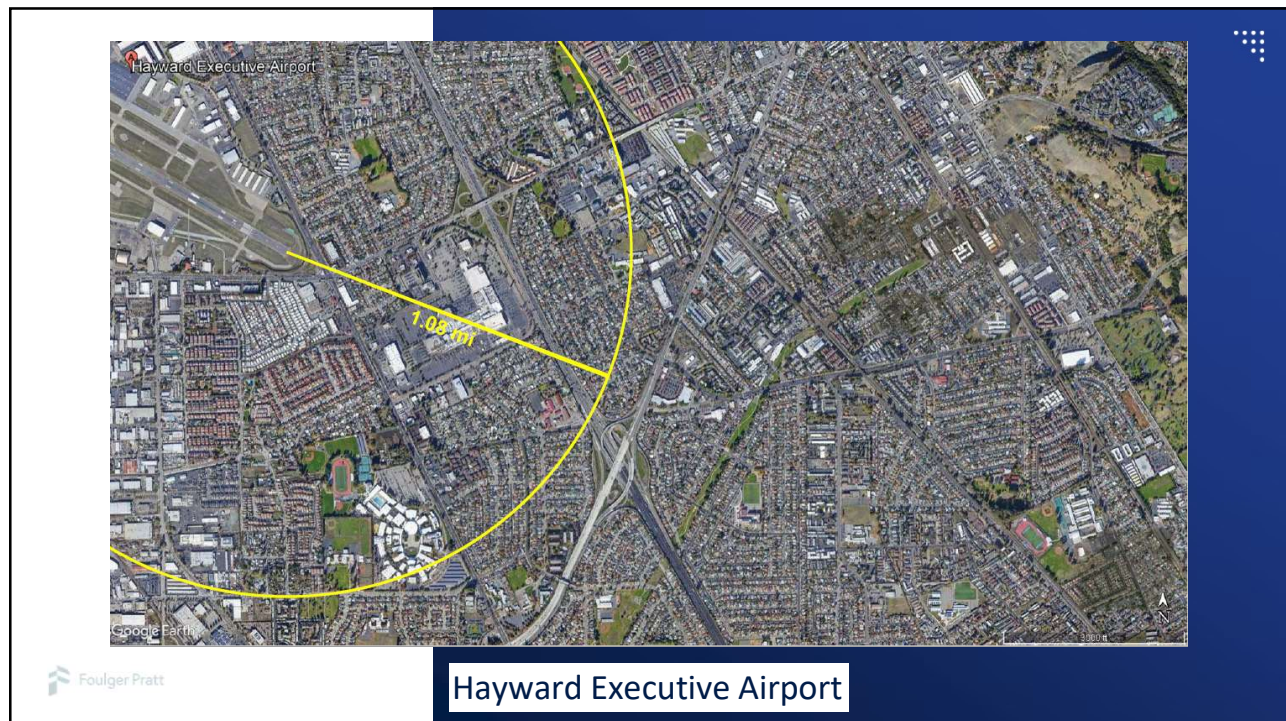 A
Hayward Executive Airport
1.08 mi
Google Earth
N
3000 ft
Foulger Pratt
Hayward Executive Airport